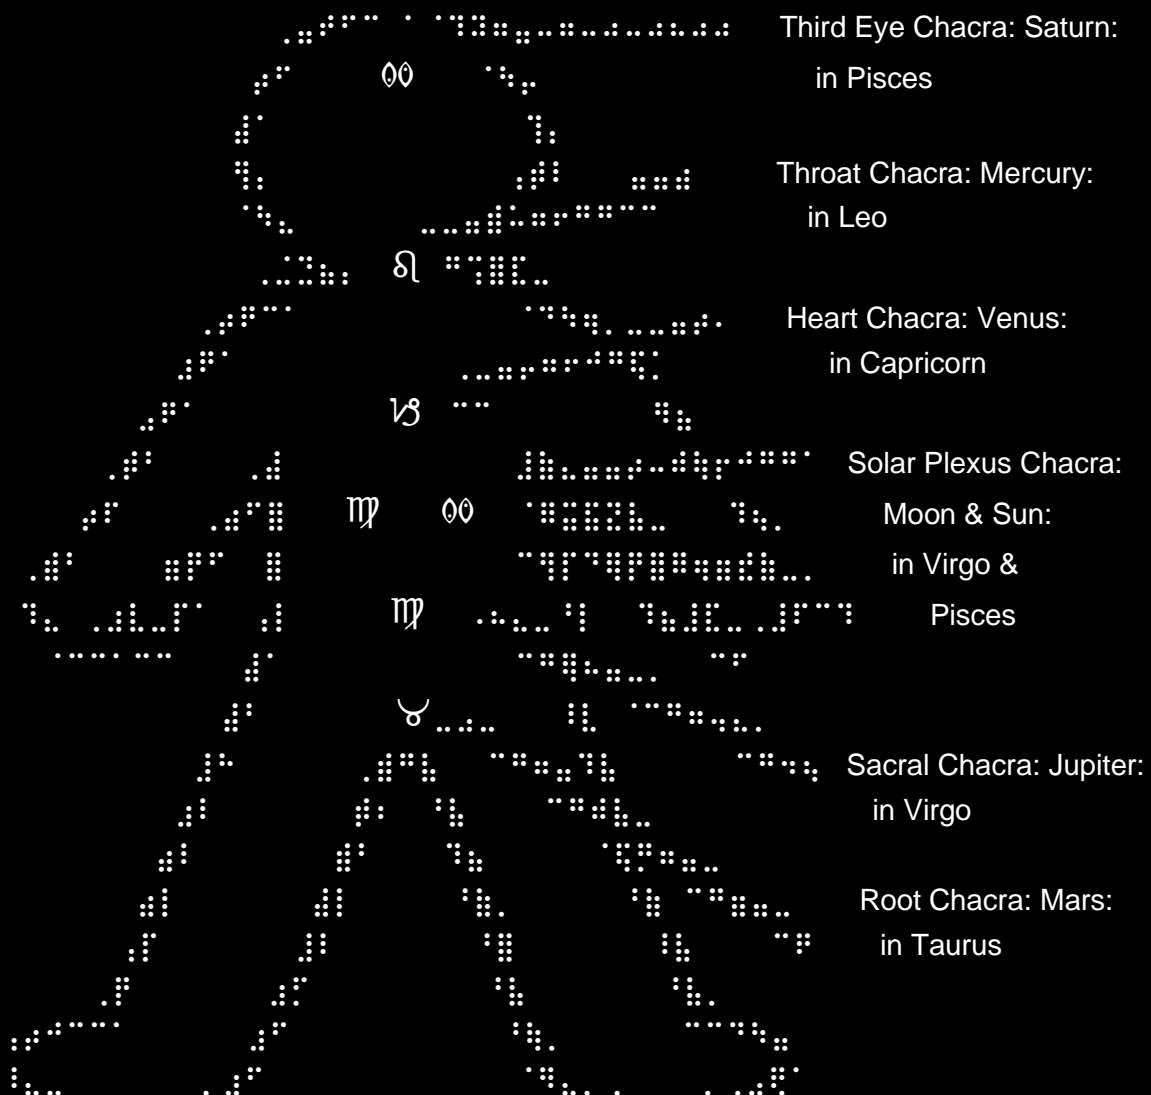 Third Eye Chacra: Saturn:
in Pisces
Throat Chacra: Mercury:
in Leo
♌
Heart Chacra: Venus:
in Capricorn
♑
Solar Plexus Chacra:
♍
Moon & Sun:
in Virgo &
Pisces
♍
♉
Sacral Chacra: Jupiter:
in Virgo
Root Chacra: Mars:
in Taurus